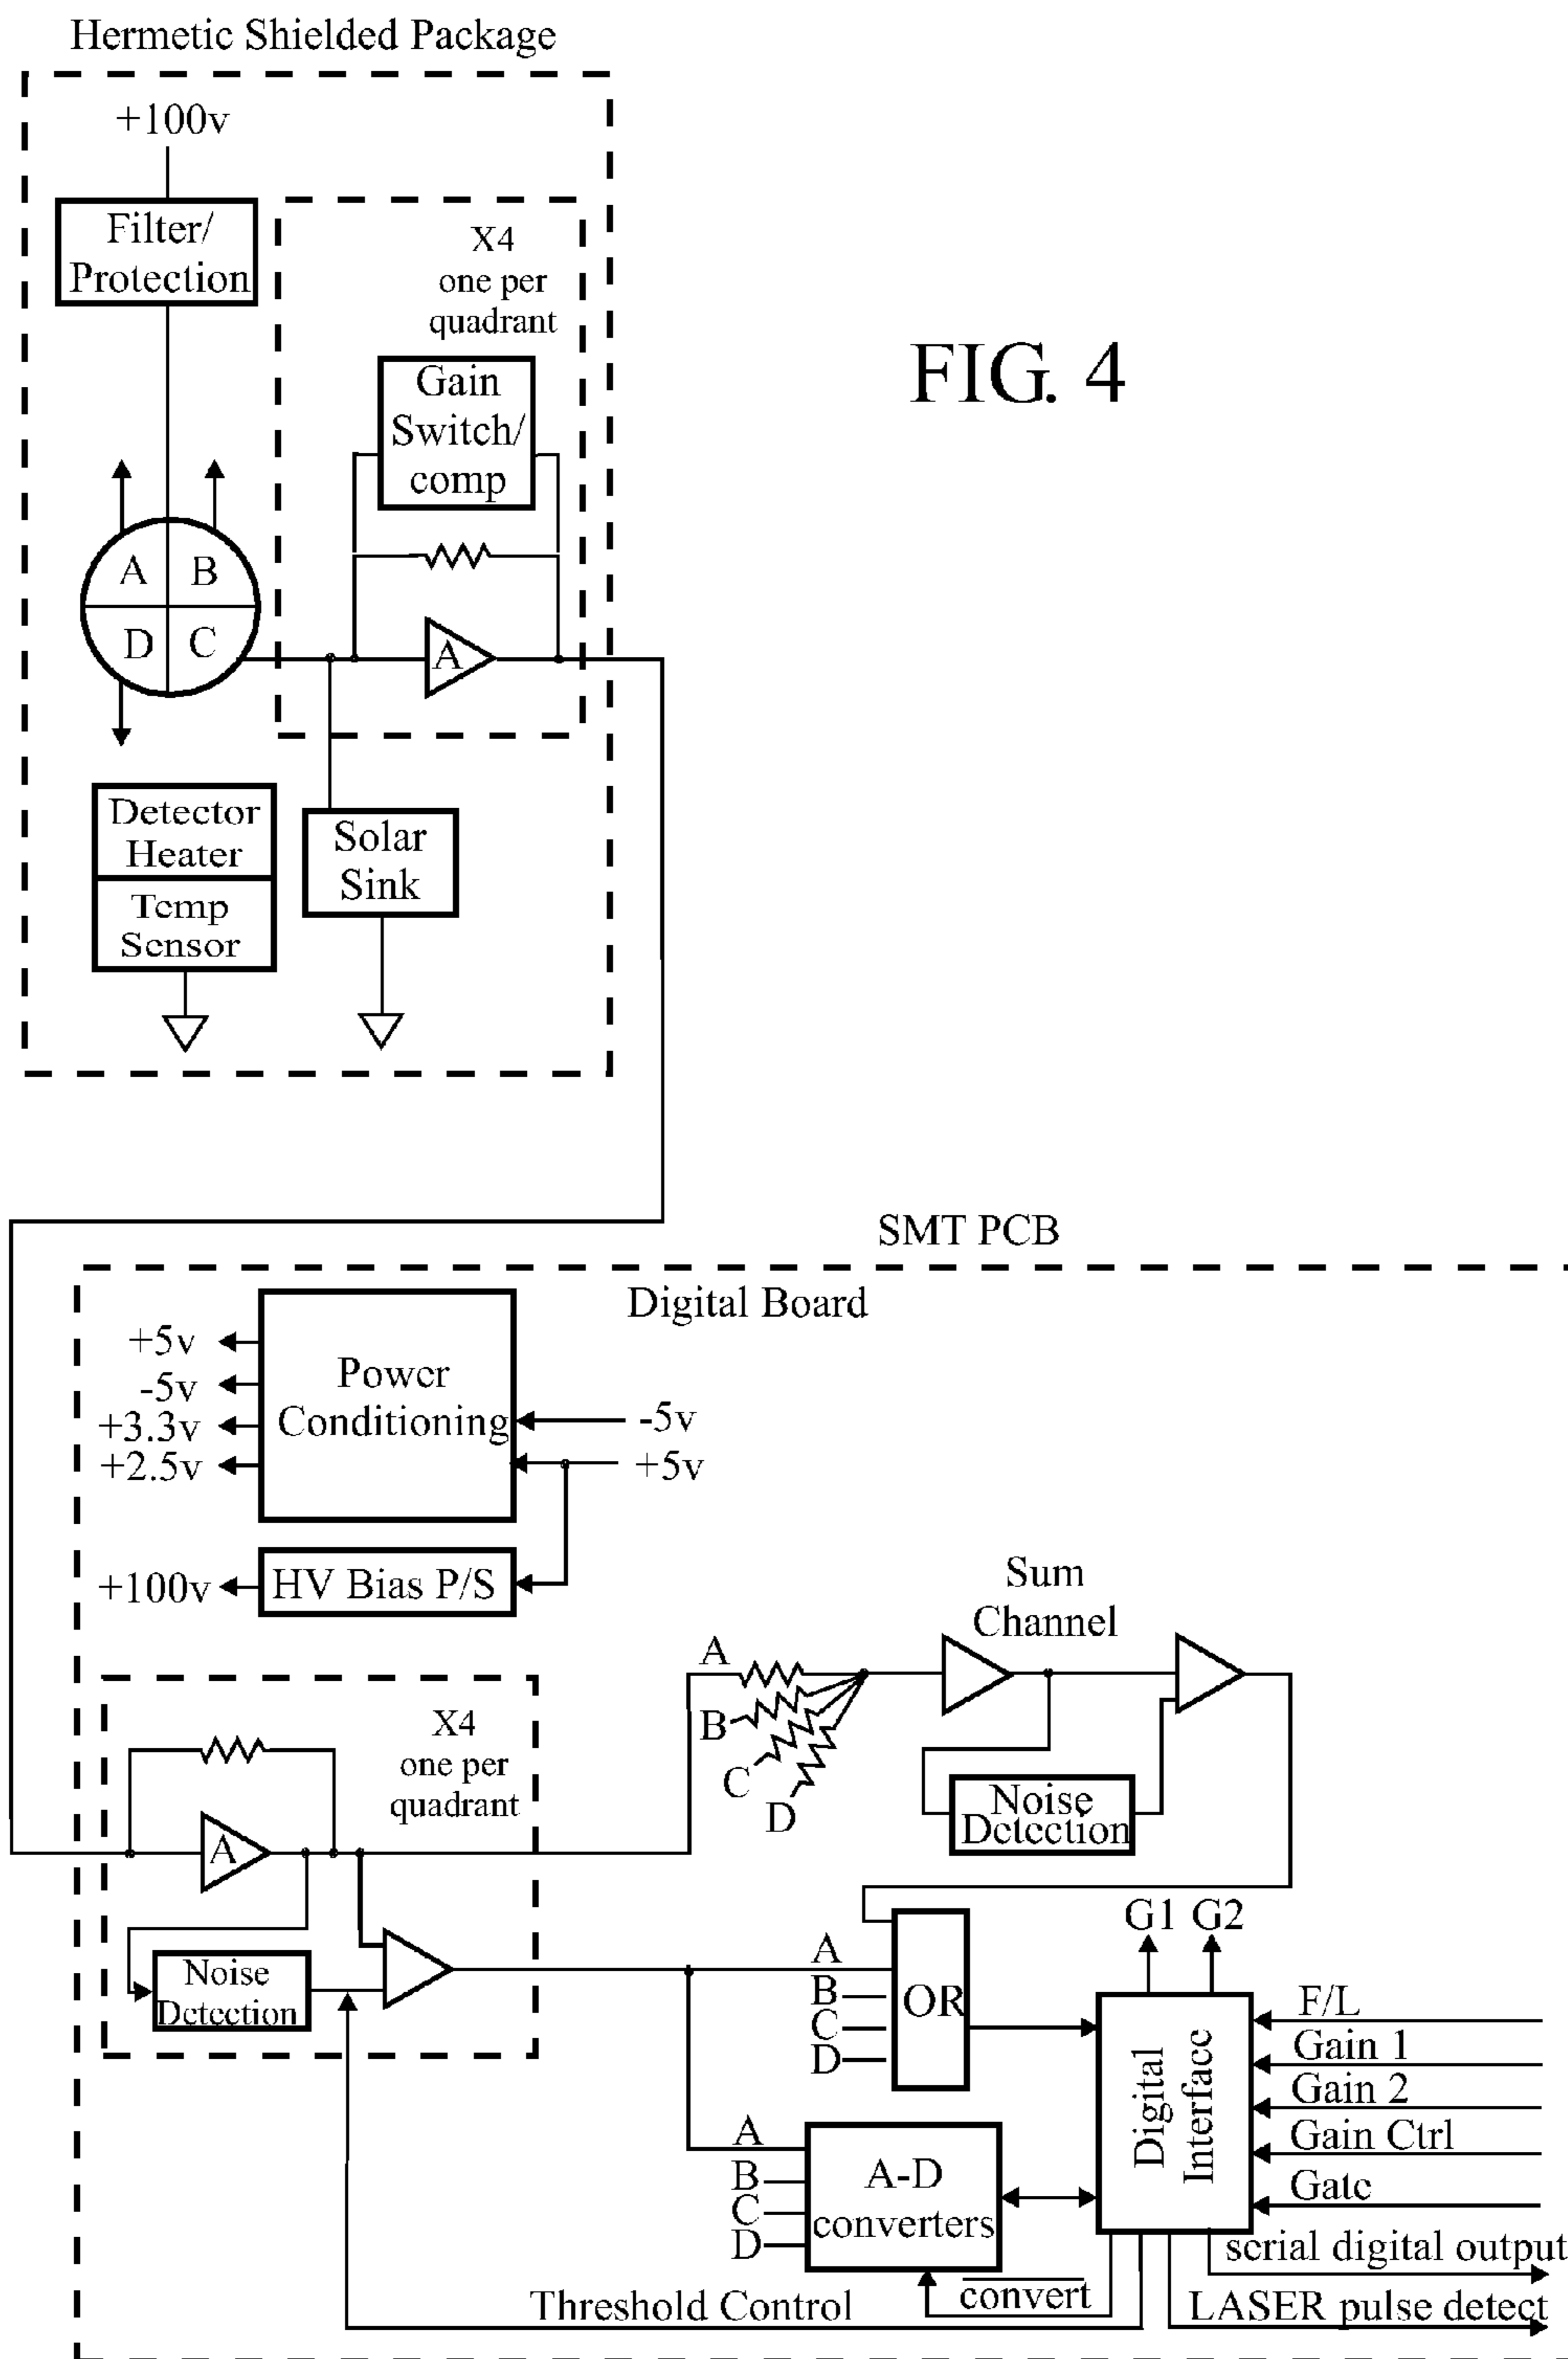 Hermetic Shielded Package
+100v
Filter/
Protection
X4
one per
quadrant
Gain
Switch/
comp
FIG. 4
A
B
D
C
A
Detector
Heater
Temp
Sensor
Solar
Sink
SMT PCB
Digital Board
+5v
-5v
+3.3v
+2.5v
Power
Conditioning
-5v
+5v
+100v
HV Bias P/S
Sum
Channel
A
B
C
D
Noise
Detection
X4
one per
quadrant
A
Noise
Detection
A
B
C
D
OR
G1 G2
Digital
Interface
F/L
Gain 1
Gain 2
Gain Ctrl
Gate
A
B
C
D
A-D
converters
serial digital output
convert
Threshold Control
LASER pulse detect